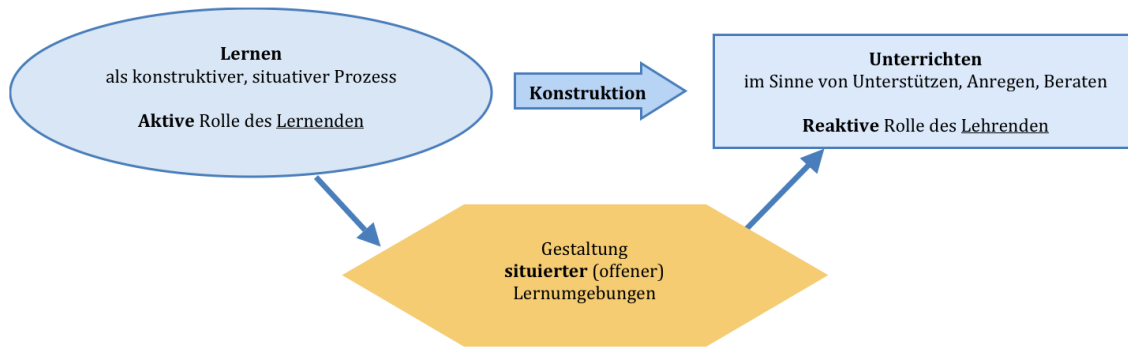 Lernen
als konstruktiver, situativer Prozess
Aktive Rolle des Lernenden
Konstruktion
Unterrichten
im Sinne von Unterstützen, Anregen, Beraten
Reaktive Rolle des Lehrenden
Gestaltung
situierter (offener)
Lernumgebungen